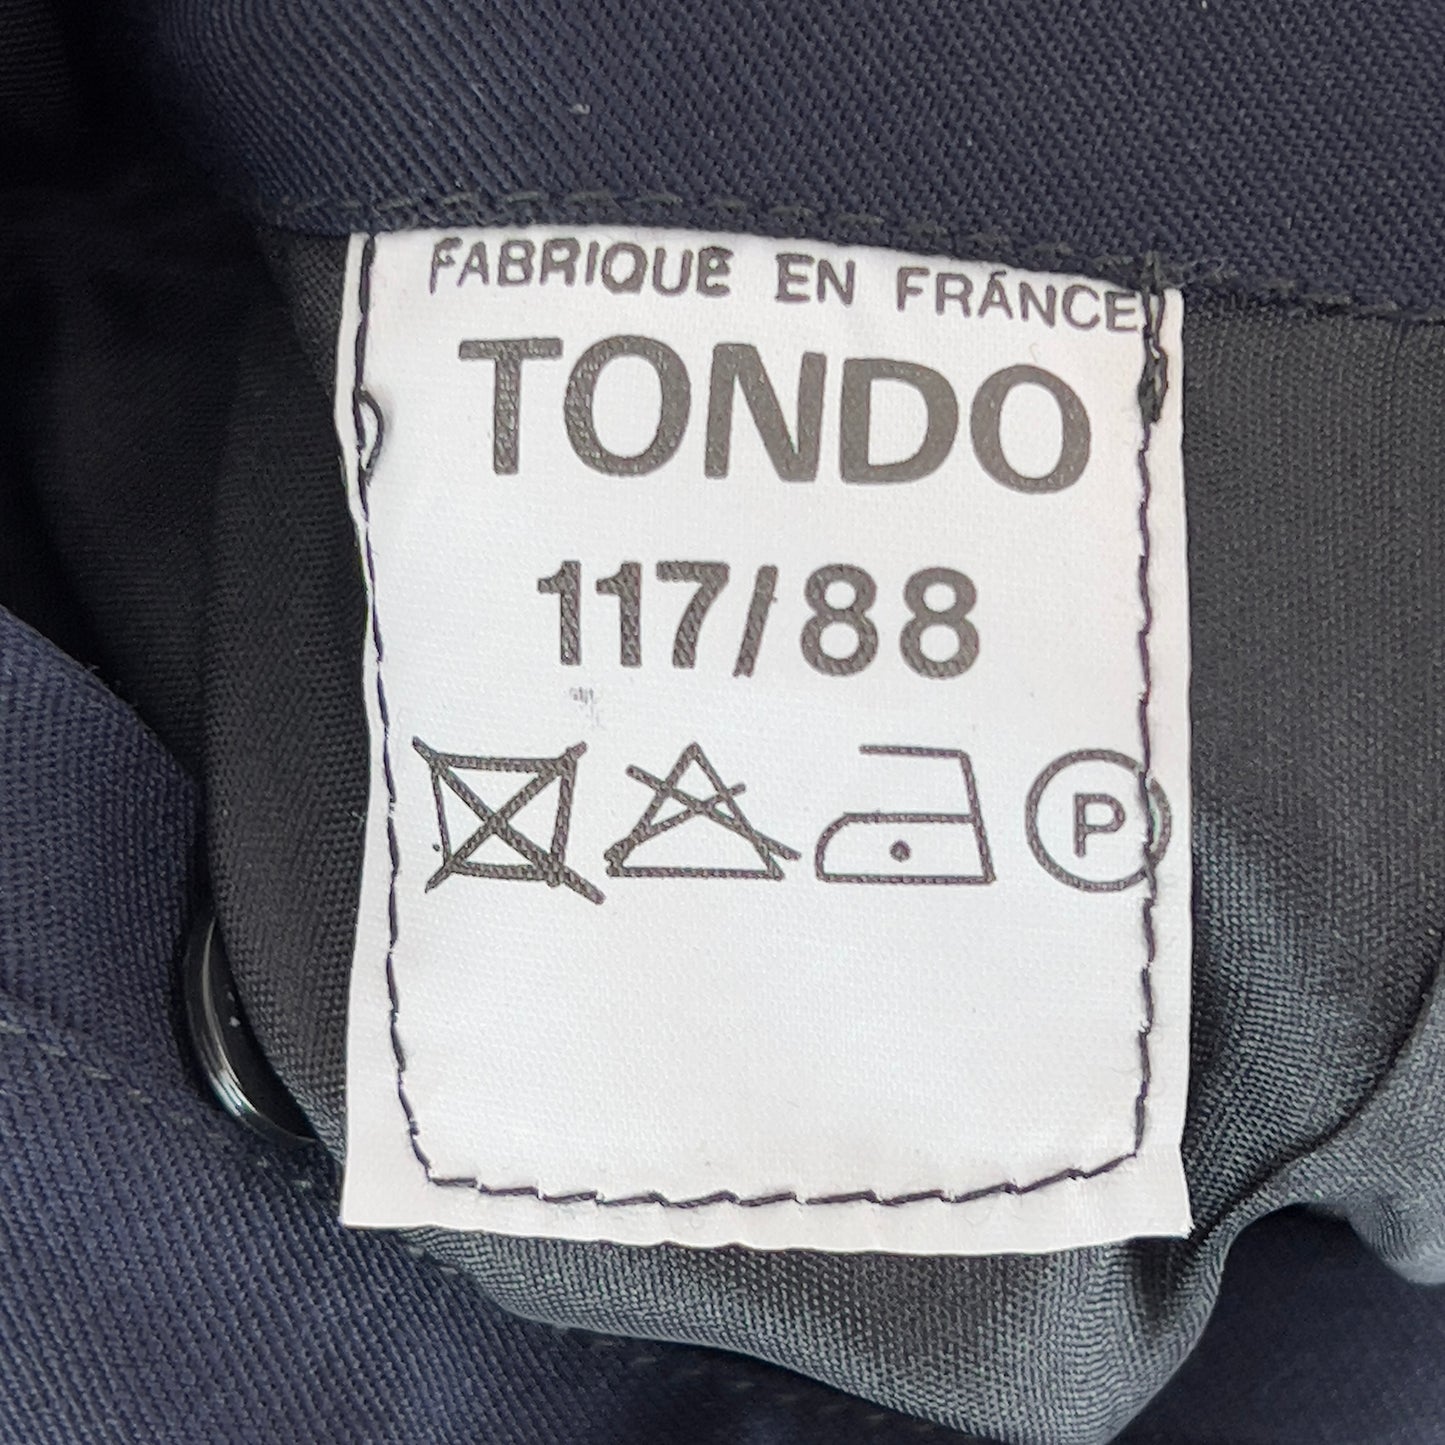 FABRIQUE EN FRANCE
TONDO
117/88
P